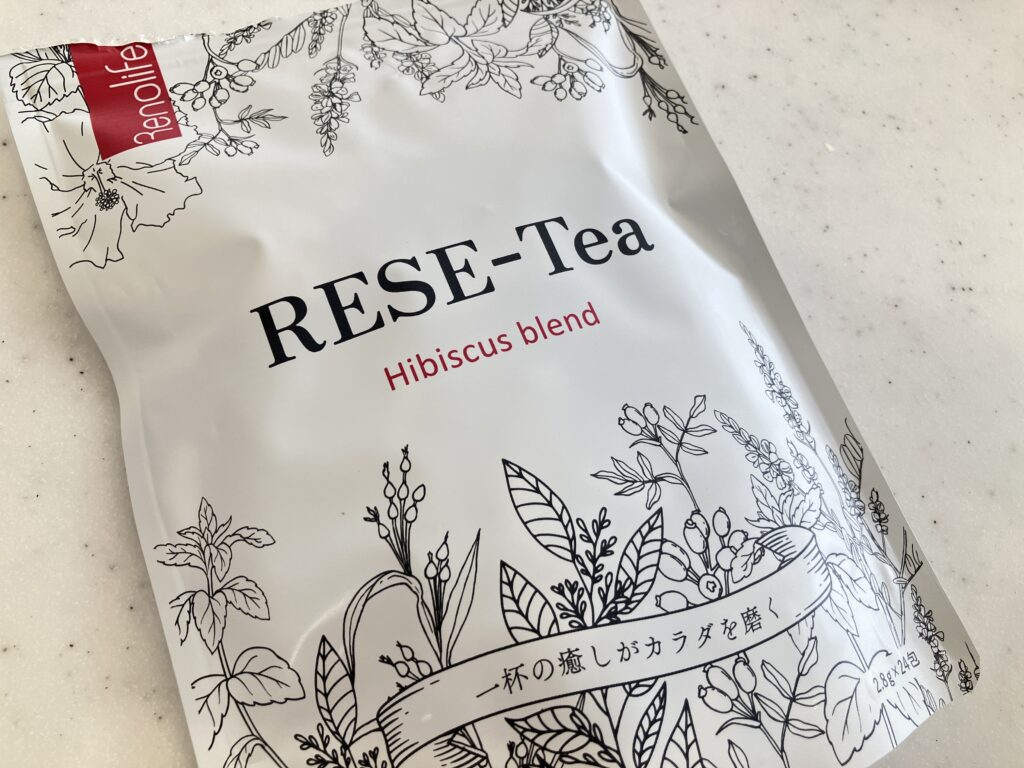 Renolife
RESE-Tea
Hibiscus blend
一杯の癒しがカラダを磨く
2.8g×24包